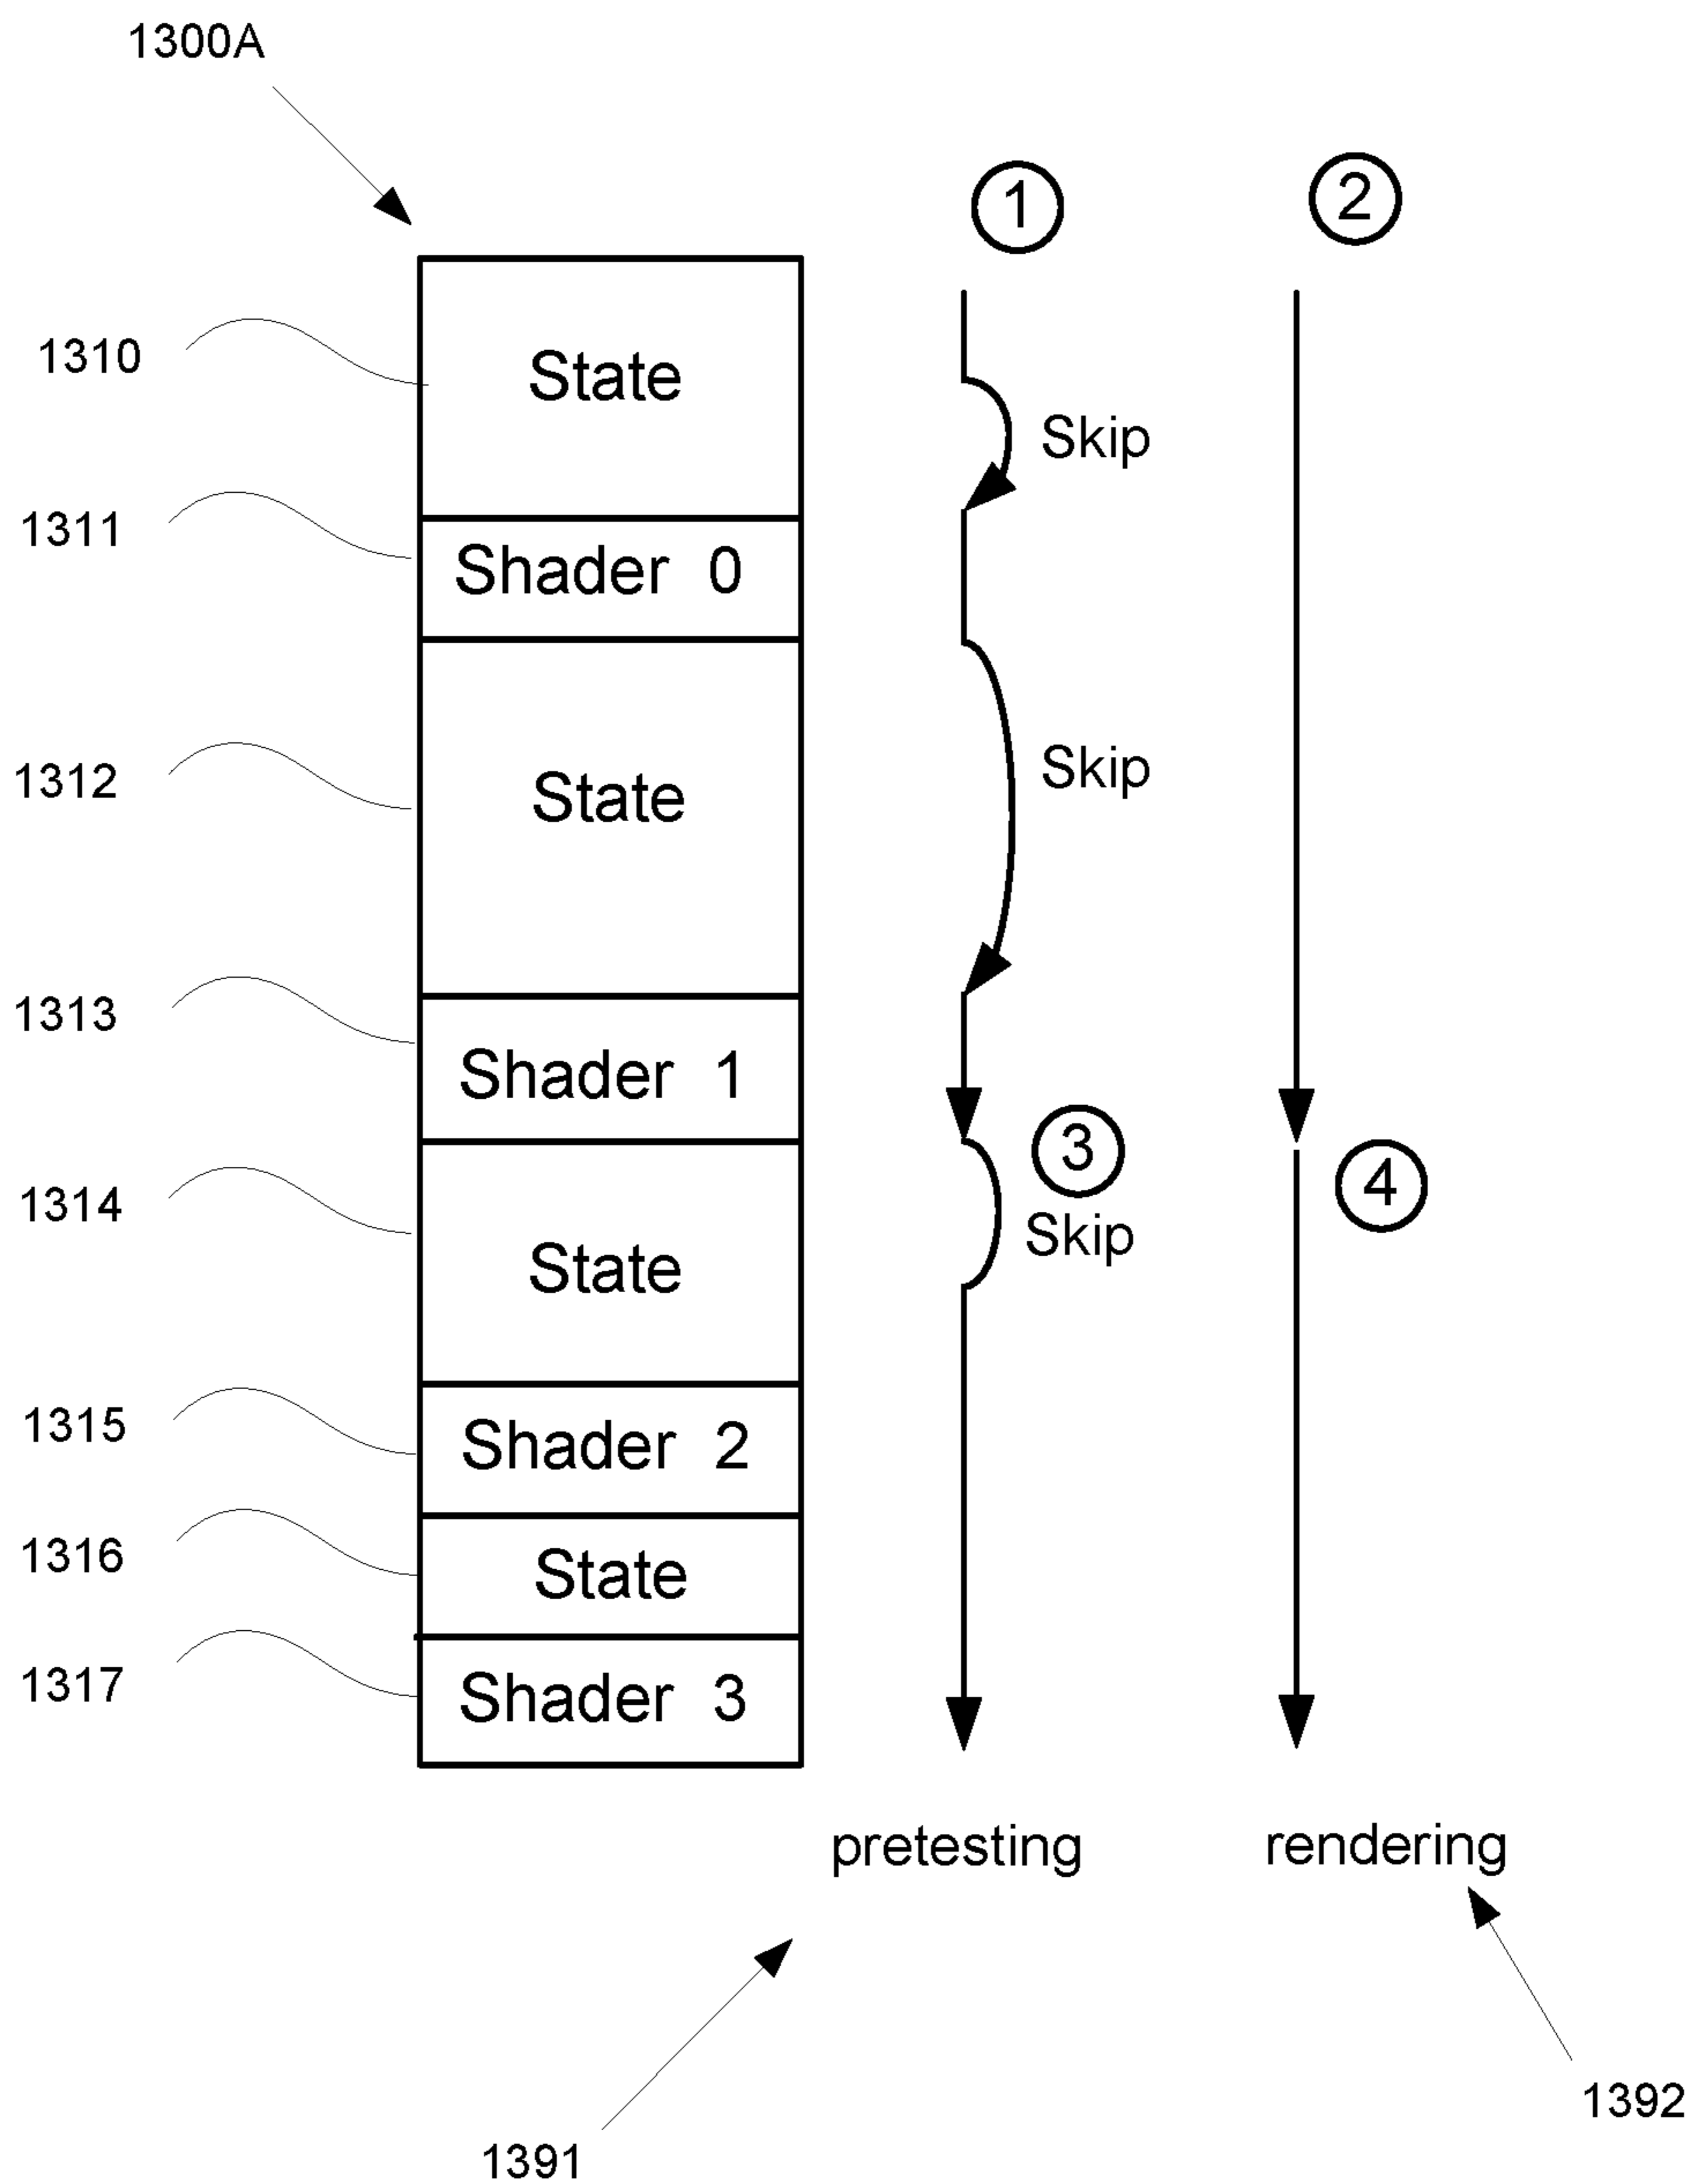 1300A
1 2
1310 State
Skip
1311 Shader 0
1312 State Skip
1313 Shader 1
3 4
1314 State Skip
1315 Shader 2
1316 State
1317 Shader 3
pretesting rendering
1392
1391